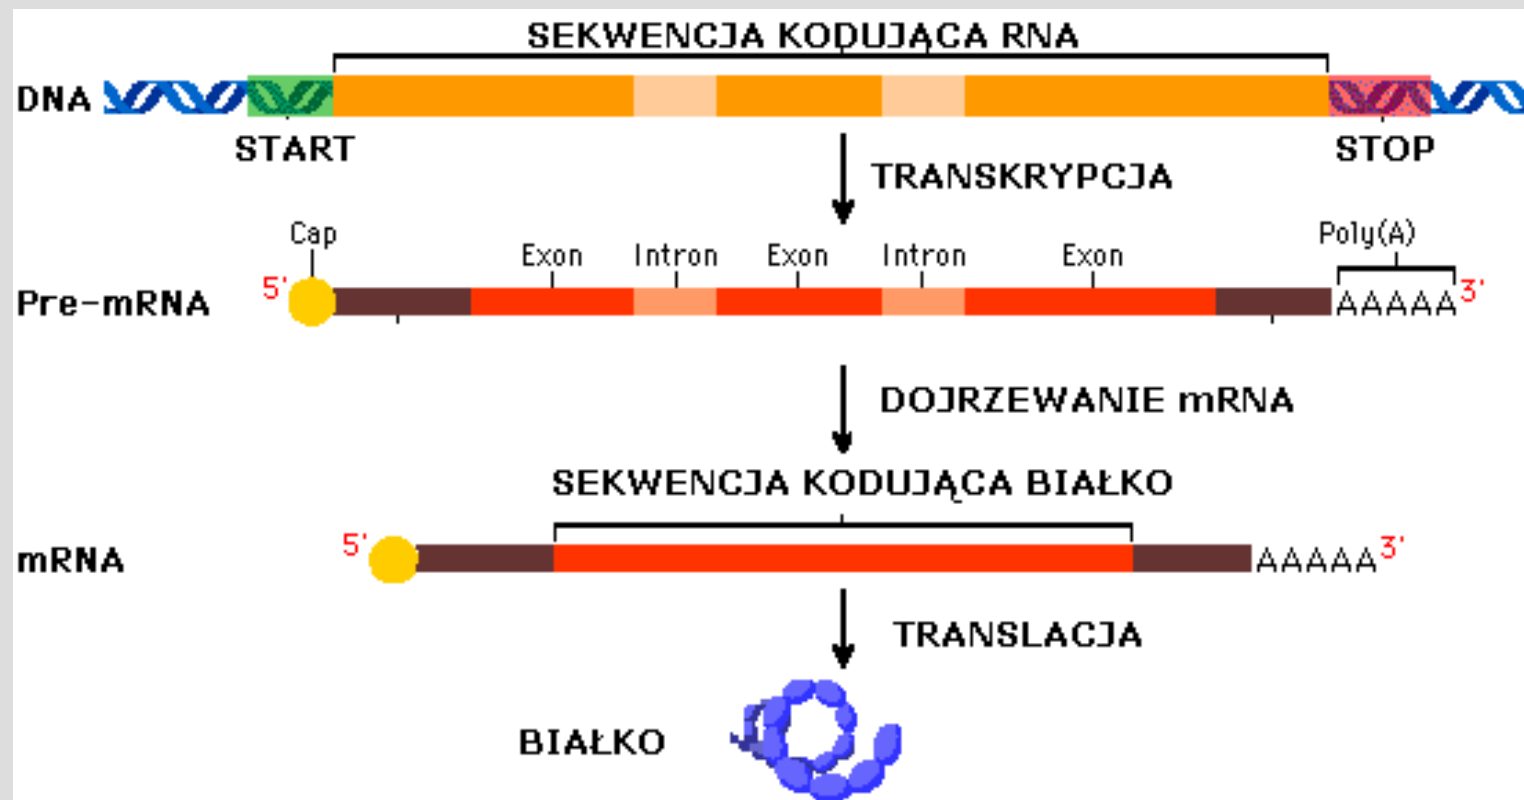 SEKWENCJA KODUJĄCA RNA
DNA
START
STOP
TRANSKRYPCJA
Cap
Exon Intron Exon Intron Exon
Poly(A)
Pre-mRNA 5' AAAAA 3'
DOJRZEWANIE mRNA
SEKWENCJA KODUJĄCA BIAŁKO
mRNA 5' AAAAA 3'
TRANSLACJA
BIAŁKO